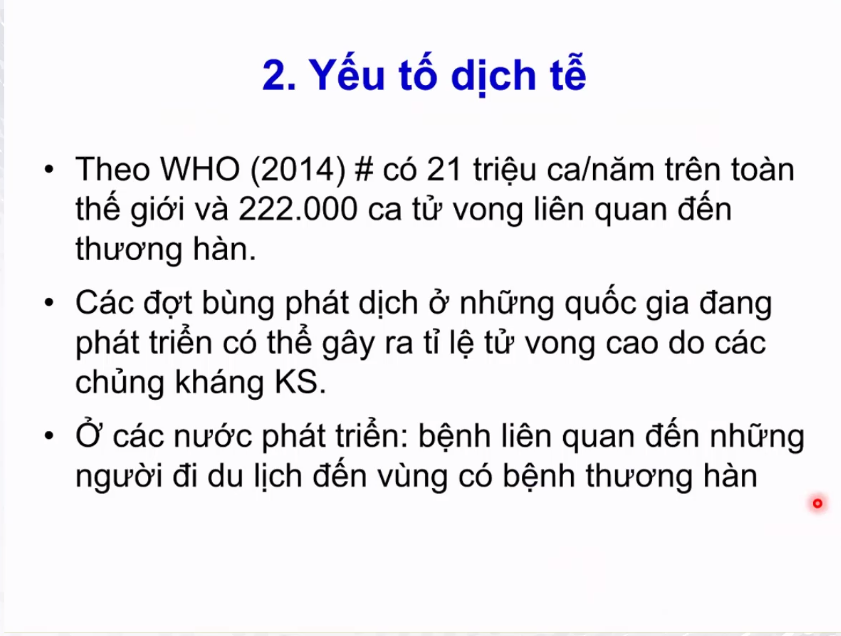 2. Yếu tố dịch tễ
• Theo WHO (2014) # có 21 triệu ca/năm trên toàn
thế giới và 222.000 ca tử vong liên quan đến
thương hàn.
• Các đợt bùng phát dịch ở những quốc gia đang
phát triển có thể gây ra tỉ lệ tử vong cao do các
chủng kháng KS.
• Ở các nước phát triển: bệnh liên quan đến những
người đi du lịch đến vùng có bệnh thương hàn